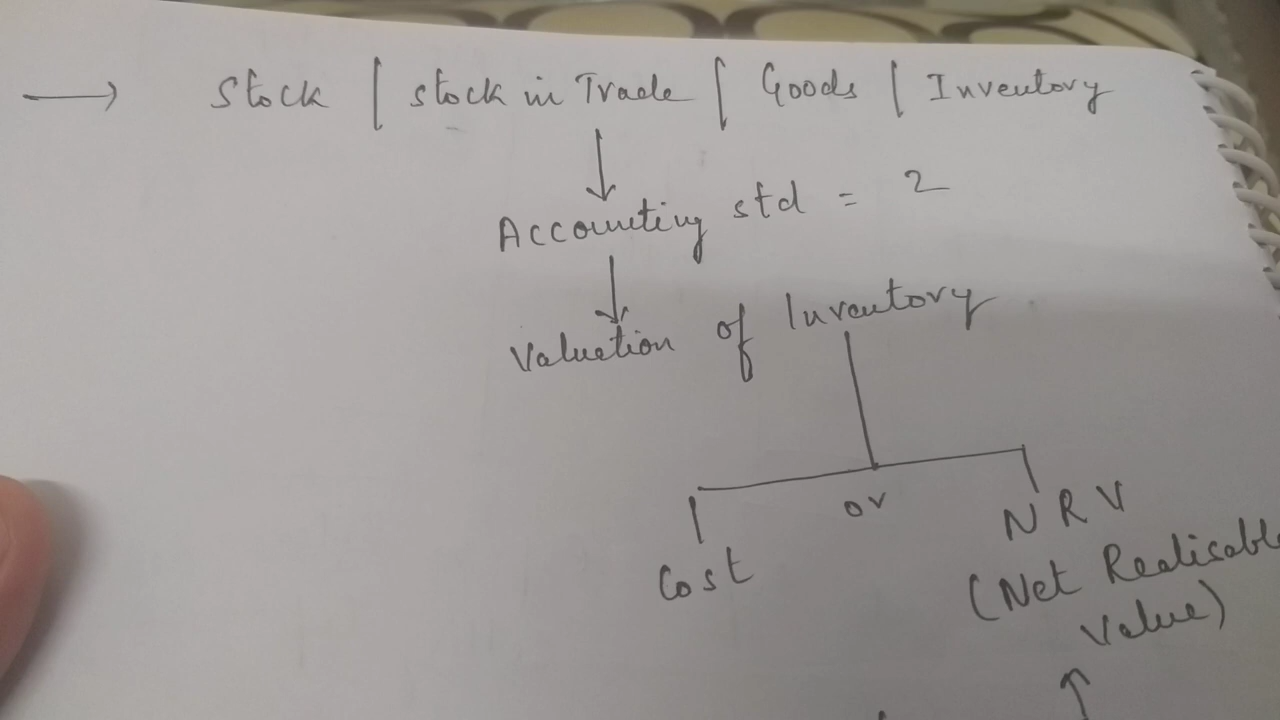 → Stock | stock in Trade | Goods | Inventory
Accounting std = 2
Valuation of Inventory
or
Cost
NRV
(Net Realisable
Value)